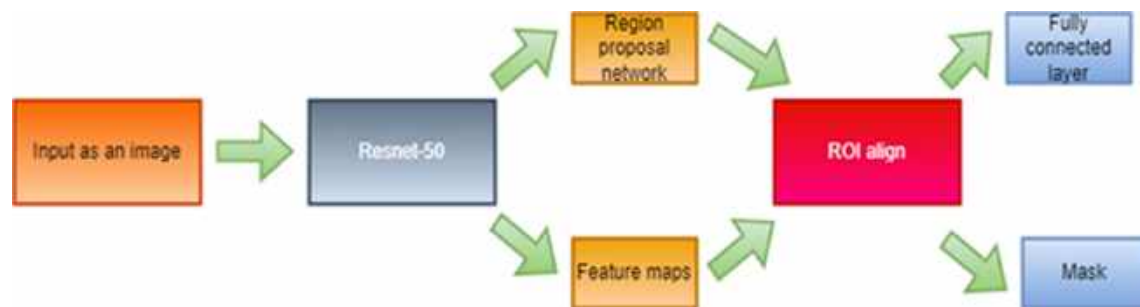 Input as an image
Resnet-50
Region
proposal
network
Feature maps
ROI align
Fully
connected
layer
Mask